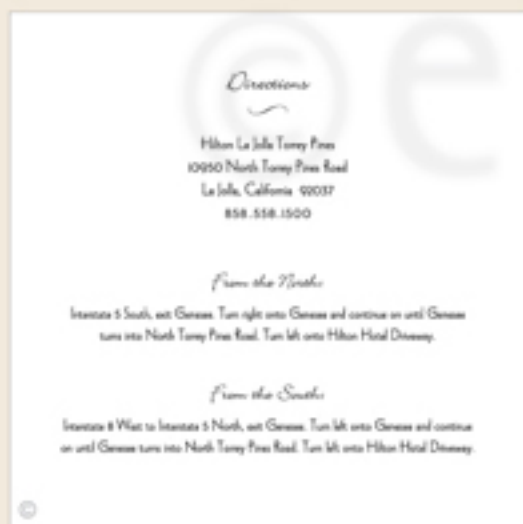 © e
Directions
Hilton La Jolla Torrey Pines
10950 North Torrey Pines Road
La Jolla, California 92037
858.558.1500
From the North:
Interstate 5 South, exit Genesee. Turn right onto Genesee and continue on until Genesee
turns into North Torrey Pines Road. Turn left onto Hilton Hotel Driveway.
From the South:
Interstate 8 West to Interstate 5 North, exit Genesee. Turn left onto Genesee and continue
on until Genesee turns into North Torrey Pines Road. Turn left onto Hilton Hotel Driveway.
©